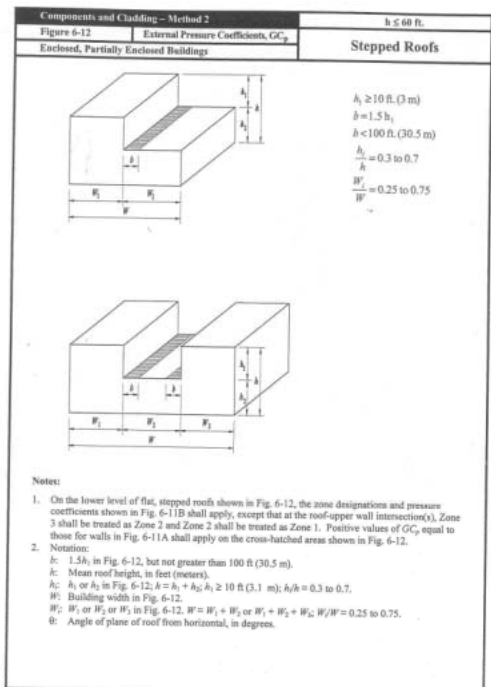 Components and Cladding – Method 2
h ≤ 60 ft.
Figure 6-12
External Pressure Coefficients, GCp
Enclosed, Partially Enclosed Buildings
Stepped Roofs
h1
h
h2
b
W1
W2
W
h1 ≥ 10 ft. (3 m)
b = 1.5 h1
b < 100 ft. (30.5 m)
hi/h = 0.3 to 0.7
Wi/W = 0.25 to 0.75
b
b
h1
h
h2
W1
W2
W3
W
Notes:
1. On the lower level of flat, stepped roofs shown in Fig. 6-12, the zone designations and pressure
coefficients shown in Fig. 6-11B shall apply, except that at the roof-upper wall intersection(s), Zone
3 shall be treated as Zone 2 and Zone 2 shall be treated as Zone 1. Positive values of GCp equal to
those for walls in Fig. 6-11A shall apply on the cross-hatched areas shown in Fig. 6-12.
2. Notation:
b: 1.5h1 in Fig. 6-12, but not greater than 100 ft (30.5 m).
h: Mean roof height, in feet (meters).
hi: h1 or h2 in Fig. 6-12; h = h1 + h2; h1 ≥ 10 ft (3.1 m); hi/h = 0.3 to 0.7.
W: Building width in Fig. 6-12.
Wi: W1 or W2 or W3 in Fig. 6-12. W = W1 + W2 or W1 + W2 + W3; Wi/W = 0.25 to 0.75.
θ: Angle of plane of roof from horizontal, in degrees.